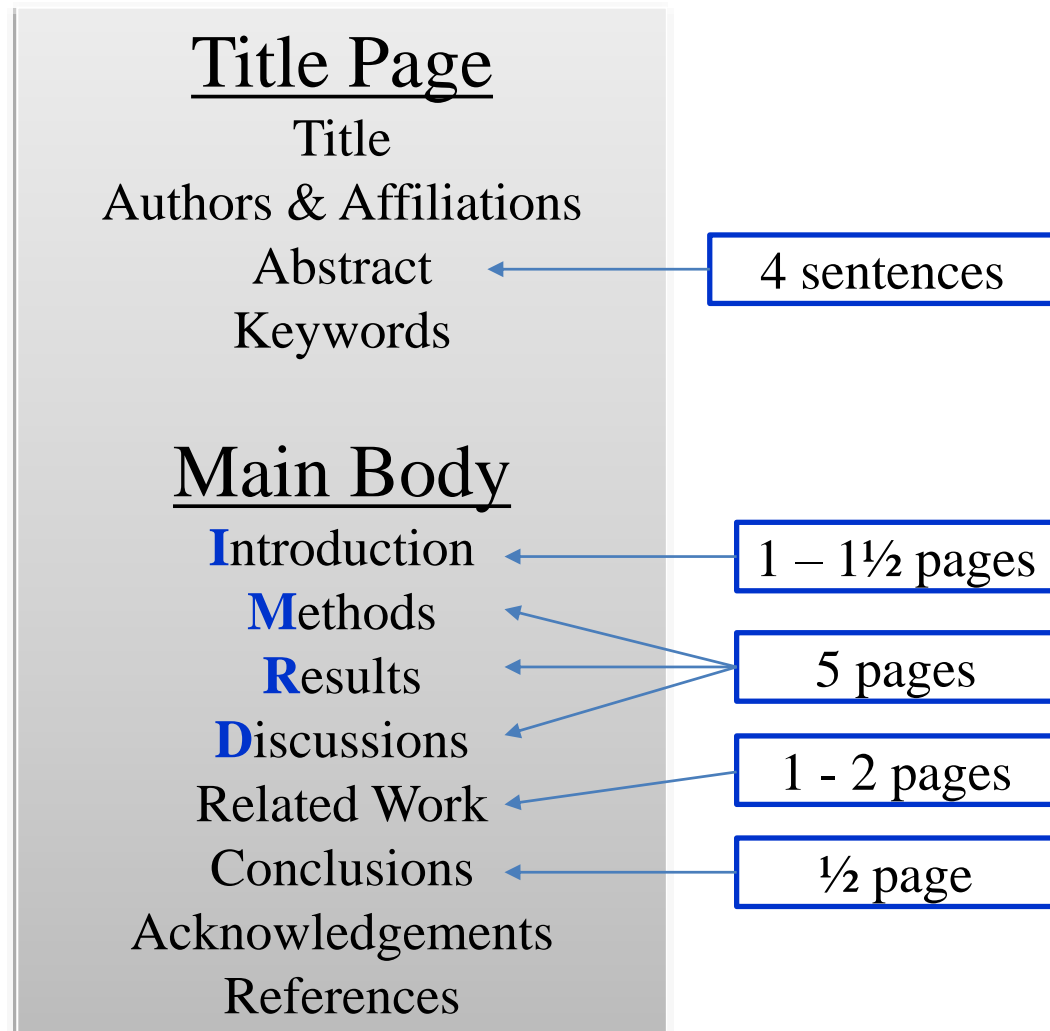 Title Page
Title
Authors & Affiliations
Abstract
4 sentences
Keywords
Main Body
Introduction
1 – 1½ pages
Methods
Results
5 pages
Discussions
1 - 2 pages
Related Work
Conclusions
½ page
Acknowledgements
References